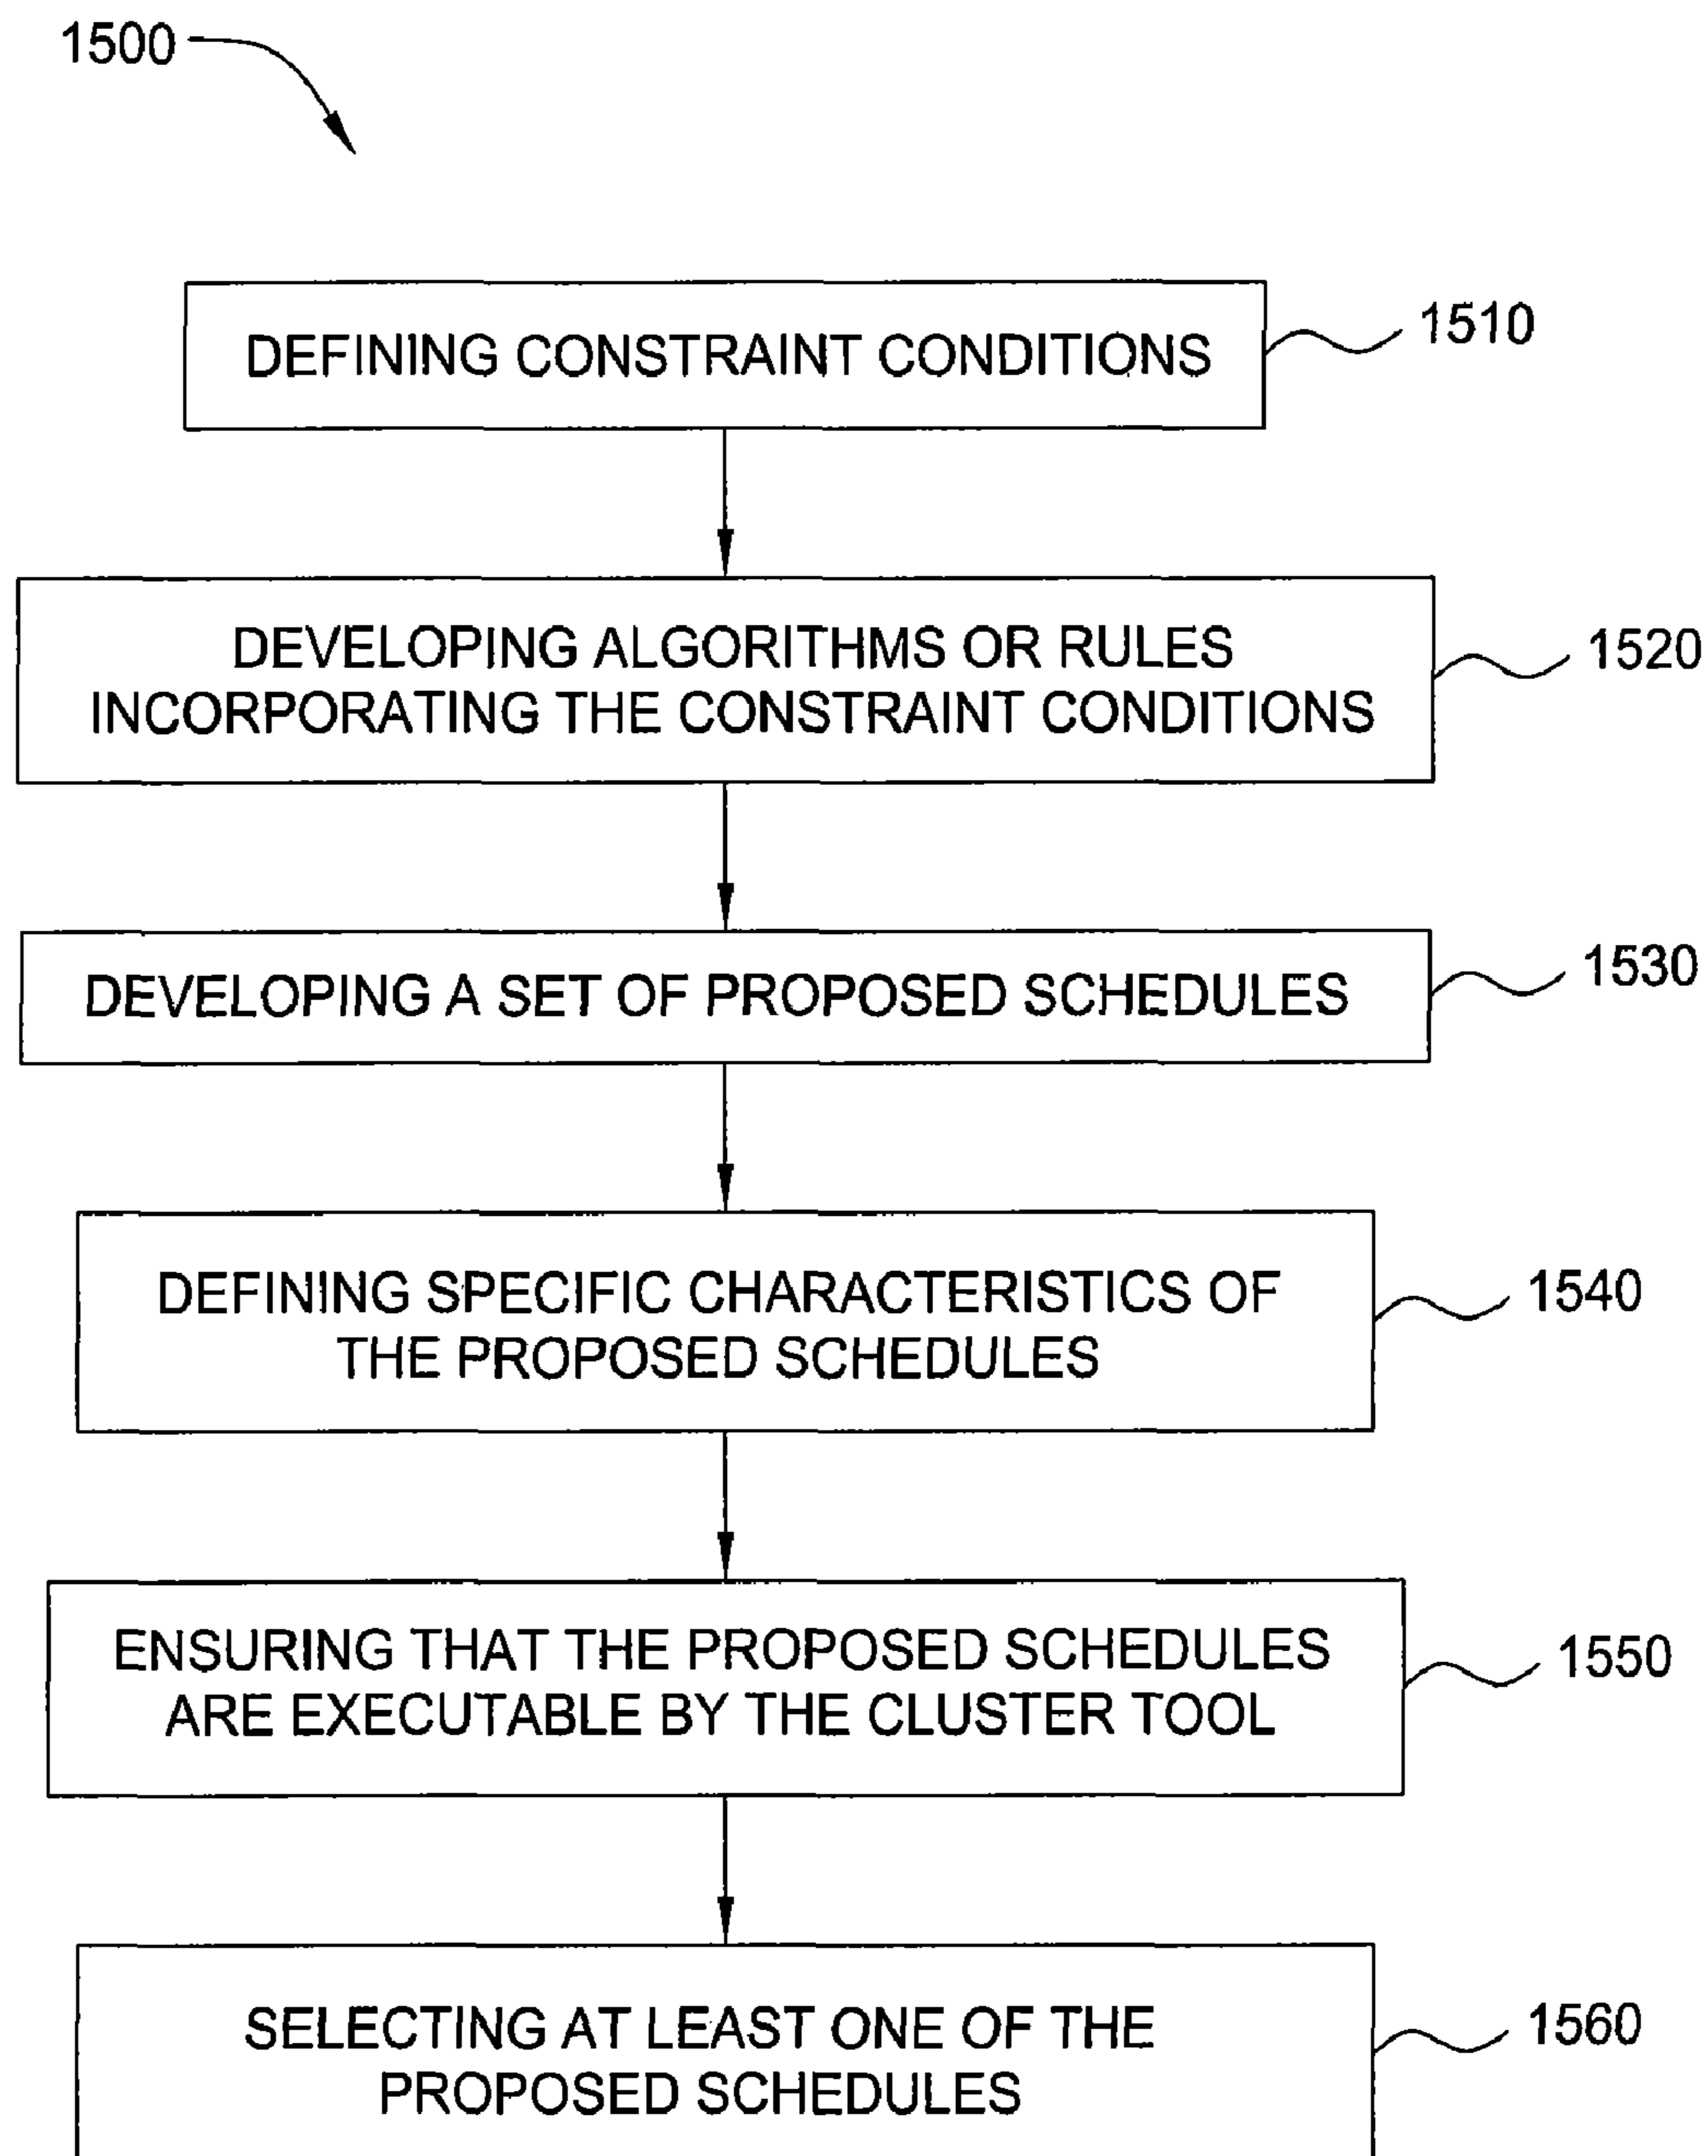 1500
DEFINING CONSTRAINT CONDITIONS
1510
DEVELOPING ALGORITHMS OR RULES
INCORPORATING THE CONSTRAINT CONDITIONS
1520
DEVELOPING A SET OF PROPOSED SCHEDULES
1530
DEFINING SPECIFIC CHARACTERISTICS OF
THE PROPOSED SCHEDULES
1540
ENSURING THAT THE PROPOSED SCHEDULES
ARE EXECUTABLE BY THE CLUSTER TOOL
1550
SELECTING AT LEAST ONE OF THE
PROPOSED SCHEDULES
1560